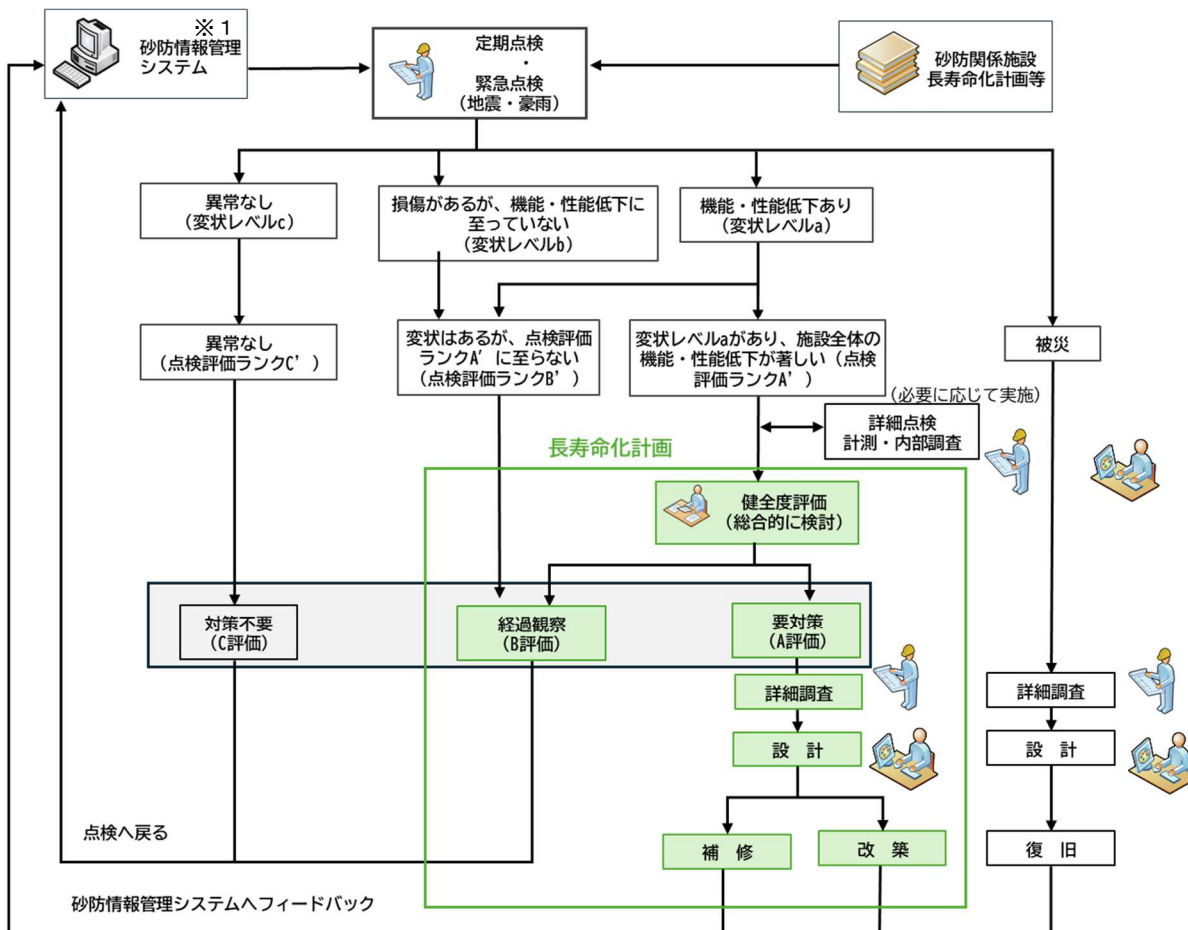 ※１
砂防情報管理
システム
定期点検
・
緊急点検
（地震・豪雨）
砂防関係施設
長寿命化計画等
異常なし
（変状レベルc）
損傷があるが、機能・性能低下に
至っていない
（変状レベルb）
機能・性能低下あり
（変状レベルa）
異常なし
（点検評価ランクC’）
変状はあるが、点検評価
ランクA’に至らない
（点検評価ランクB’）
変状レベルaがあり、施設全体の
機能・性能低下が著しい（点検
評価ランクA’）
被災
（必要に応じて実施）
詳細点検
計測・内部調査
長寿命化計画
健全度評価
（総合的に検討）
対策不要
（C評価）
経過観察
（B評価）
要対策
（A評価）
詳細調査
詳細調査
設　計
設　計
点検へ戻る
補　修
改　築
復　旧
砂防情報管理システムへフィードバック